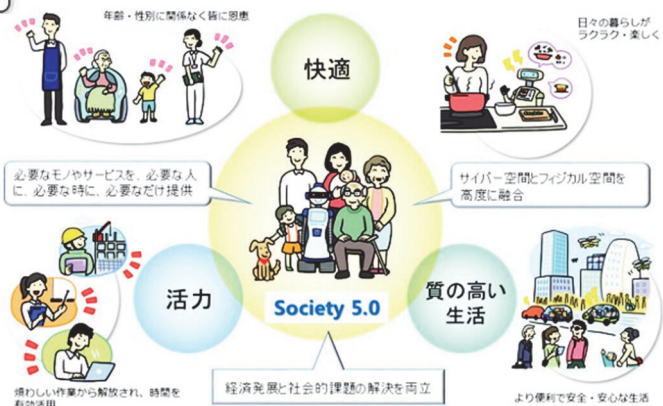 年齢・性別に関係なく皆に恩恵
日々の暮らしが
ラクラク・楽しく
快適
必要なモノやサービスを、必要な人
に、必要な時に、必要なだけ提供
サイバー空間とフィジカル空間を
高度に融合
活力
Society 5.0
質の高い
生活
煩わしい作業から解放され、時間を
有効活用
経済発展と社会的課題の解決を両立
より便利で安全・安心な生活